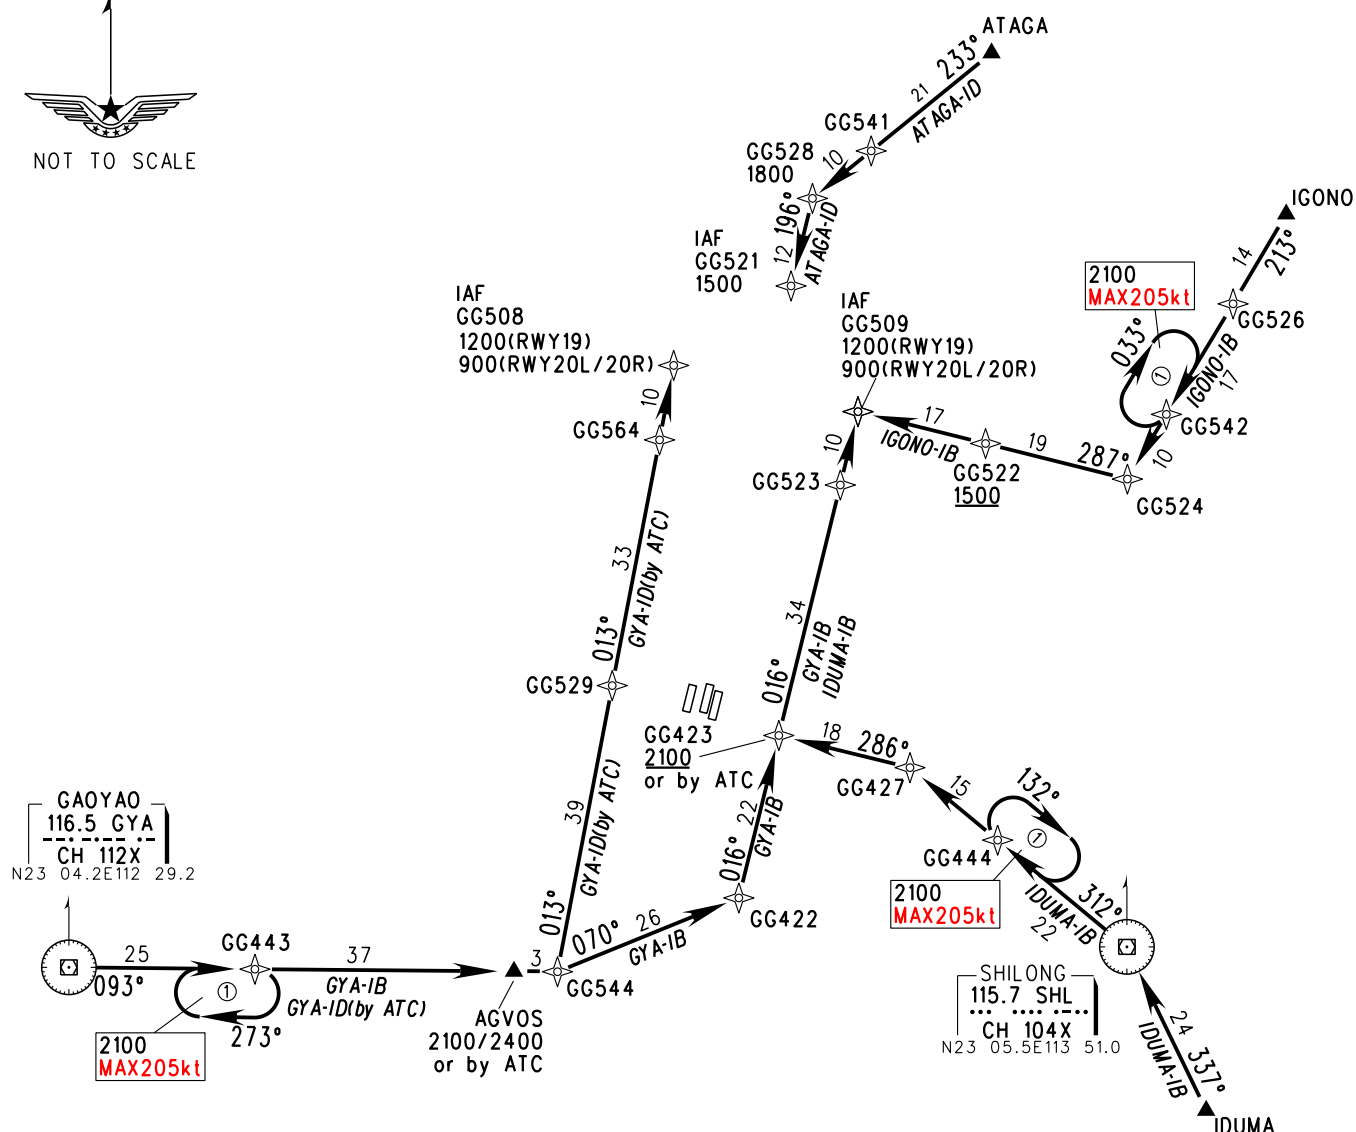 ATAGA
233°
21
ATAGA-ID
GG541
10
GG528
1800
196°
12
ATAGA-ID
IAF
GG521
1500
NOT TO SCALE
IGONO
14
213°
2100
MAX205kt
GG526
033°
1
IGONO-IB
17
GG542
10
IAF
GG508
1200(RWY19)
900(RWY20L/20R)
IAF
GG509
1200(RWY19)
900(RWY20L/20R)
10
GG564
17
IGONO-IB
GG522
1500
19
287°
GG524
10
GG523
33
GYA-ID(by ATC)
013°
34
GYA-IB
IDUMA-IB
016°
GG529
GG423
2100
or by ATC
18
286°
GG427
15
132°
1
GG444
2100
MAX205kt
IDUMA-IB
22
312°
39
GYA-ID(by ATC)
013°
22
GYA-IB
016°
GG422
GAOYAO
116.5 GYA
CH 112X
N23 04.2E112 29.2
25
093°
GG443
1
273°
2100
MAX205kt
37
GYA-IB
GYA-ID(by ATC)
3
AGVOS
2100/2400
or by ATC
070°
26
GYA-IB
GG544
SHILONG
115.7 SHL
CH 104X
N23 05.5E113 51.0
24
337°
IDUMA-IB
IDUMA